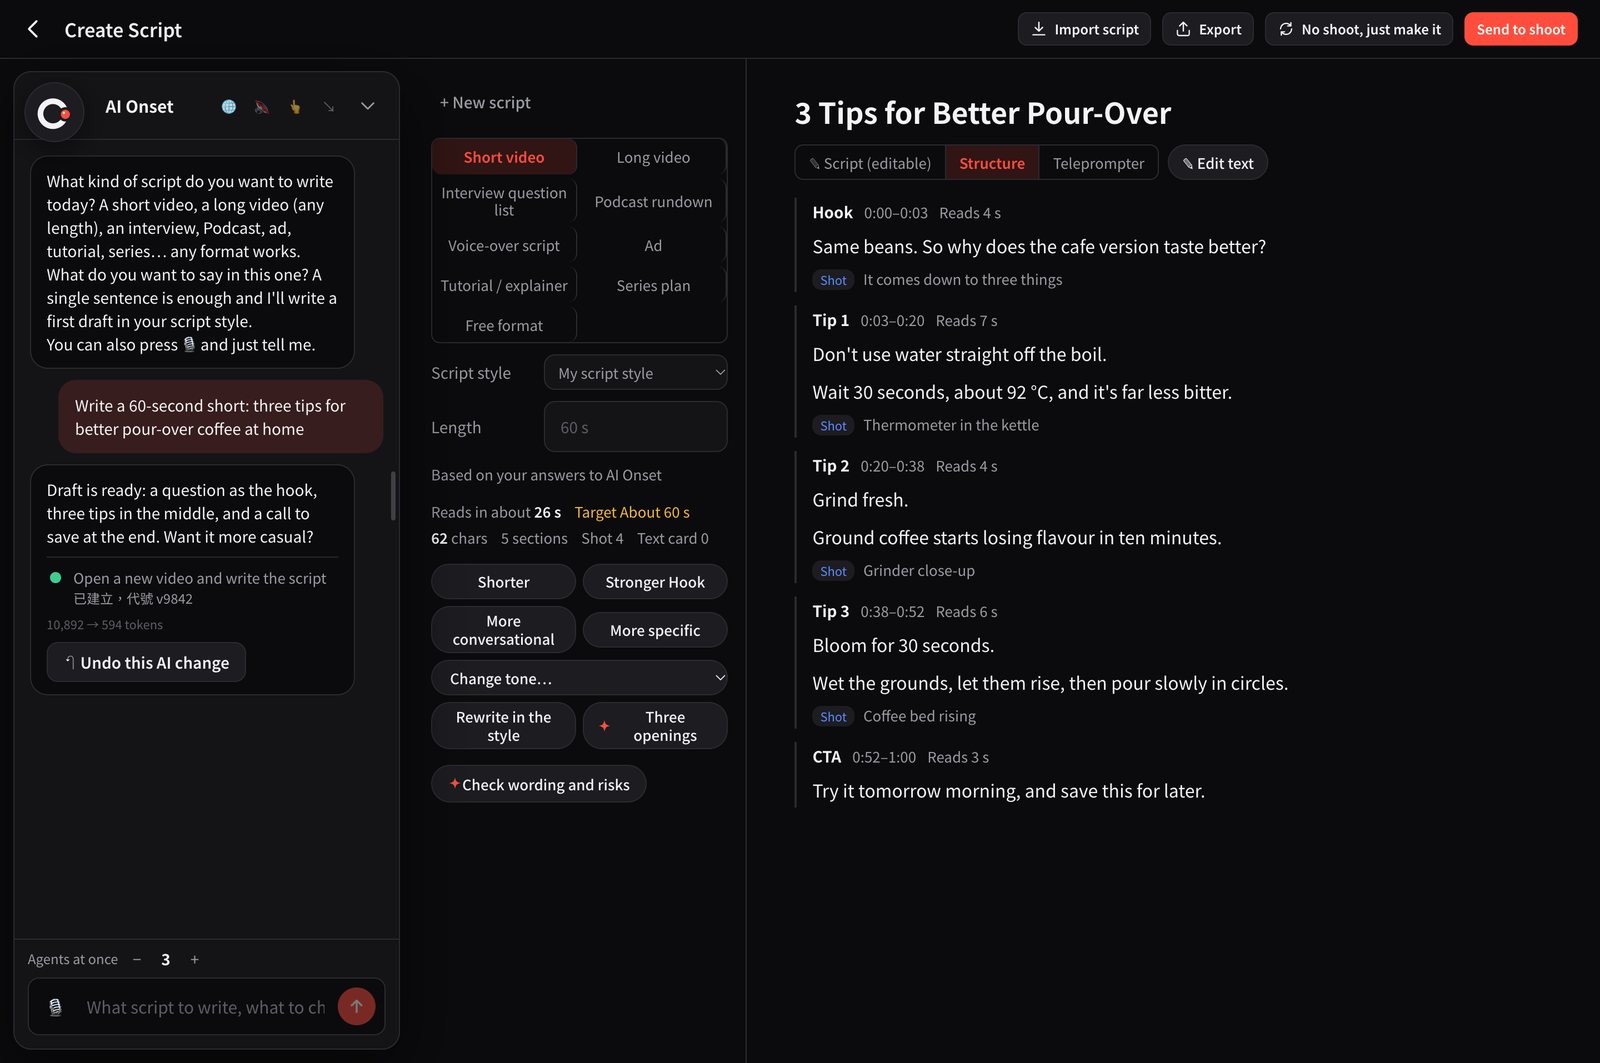 Create Script
Import script
Export
No shoot, just make it
Send to shoot
AI Onset
What kind of script do you want to write
today? A short video, a long video (any
length), an interview, Podcast, ad,
tutorial, series… any format works.
What do you want to say in this one? A
single sentence is enough and I'll write a
first draft in your script style.
You can also press 🎙 and just tell me.
Write a 60-second short: three tips for
better pour-over coffee at home
Draft is ready: a question as the hook,
three tips in the middle, and a call to
save at the end. Want it more casual?
Open a new video and write the script
已建立，代號 v9842
10,892 → 594 tokens
Undo this AI change
Agents at once − 3 +
What script to write, what to ch
+ New script
Short video
Long video
Interview question
list
Podcast rundown
Voice-over script
Ad
Tutorial / explainer
Series plan
Free format
Script style
My script style
Length
60 s
Based on your answers to AI Onset
Reads in about 26 s Target About 60 s
62 chars 5 sections Shot 4 Text card 0
Shorter
Stronger Hook
More
conversational
More specific
Change tone…
Rewrite in the
style
Three
openings
Check wording and risks
3 Tips for Better Pour-Over
Script (editable)
Structure
Teleprompter
Edit text
Hook 0:00–0:03 Reads 4 s
Same beans. So why does the cafe version taste better?
Shot It comes down to three things
Tip 1 0:03–0:20 Reads 7 s
Don't use water straight off the boil.
Wait 30 seconds, about 92 °C, and it's far less bitter.
Shot Thermometer in the kettle
Tip 2 0:20–0:38 Reads 4 s
Grind fresh.
Ground coffee starts losing flavour in ten minutes.
Shot Grinder close-up
Tip 3 0:38–0:52 Reads 6 s
Bloom for 30 seconds.
Wet the grounds, let them rise, then pour slowly in circles.
Shot Coffee bed rising
CTA 0:52–1:00 Reads 3 s
Try it tomorrow morning, and save this for later.